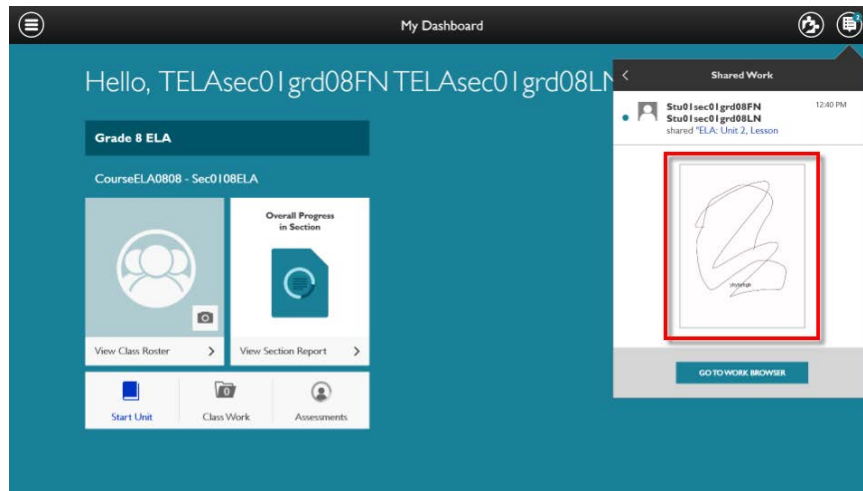 My Dashboard
2
Hello, TELAsec01grd08FN TELAsec01grd08LN
Shared Work
Stu01sec01grd08FN
12:40 PM
Stu01sec01grd08LN
shared "ELA: Unit 2, Lesson
Grade 8 ELA
CourseELA0808 - Sec0108ELA
Overall Progress
in Section
View Class Roster
View Section Report
GO TO WORK BROWSER
0
Start Unit
Class Work
Assessments